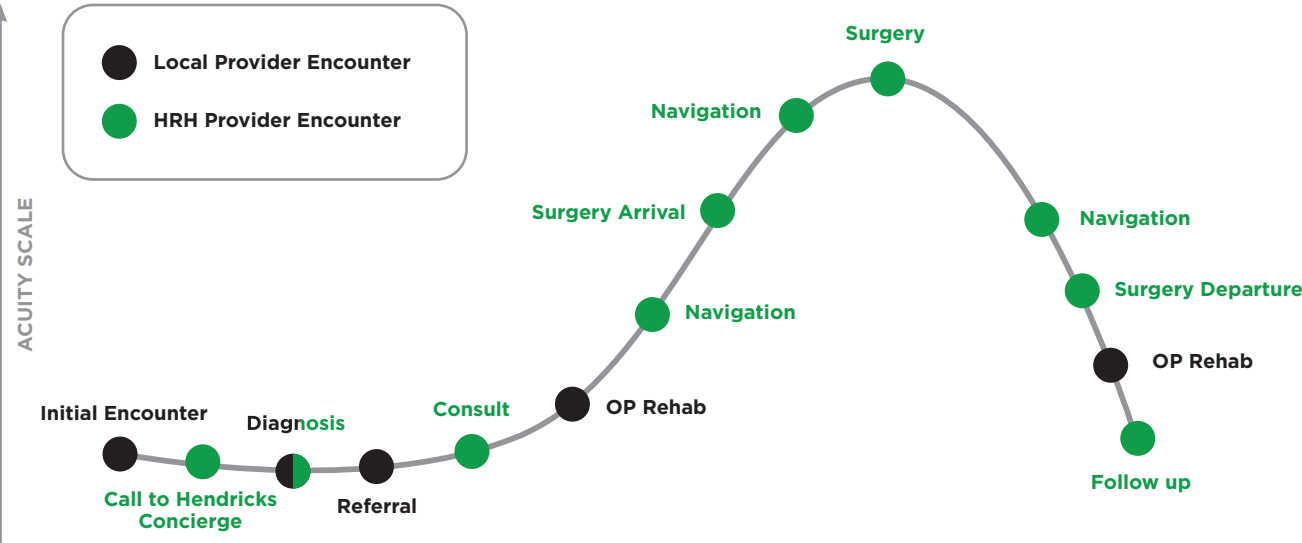 Local Provider Encounter
HRH Provider Encounter
ACUITY SCALE
Initial Encounter
Call to Hendricks
Concierge
Diagnosis
Referral
Consult
OP Rehab
Navigation
Surgery Arrival
Navigation
Surgery
Navigation
Surgery Departure
OP Rehab
Follow up